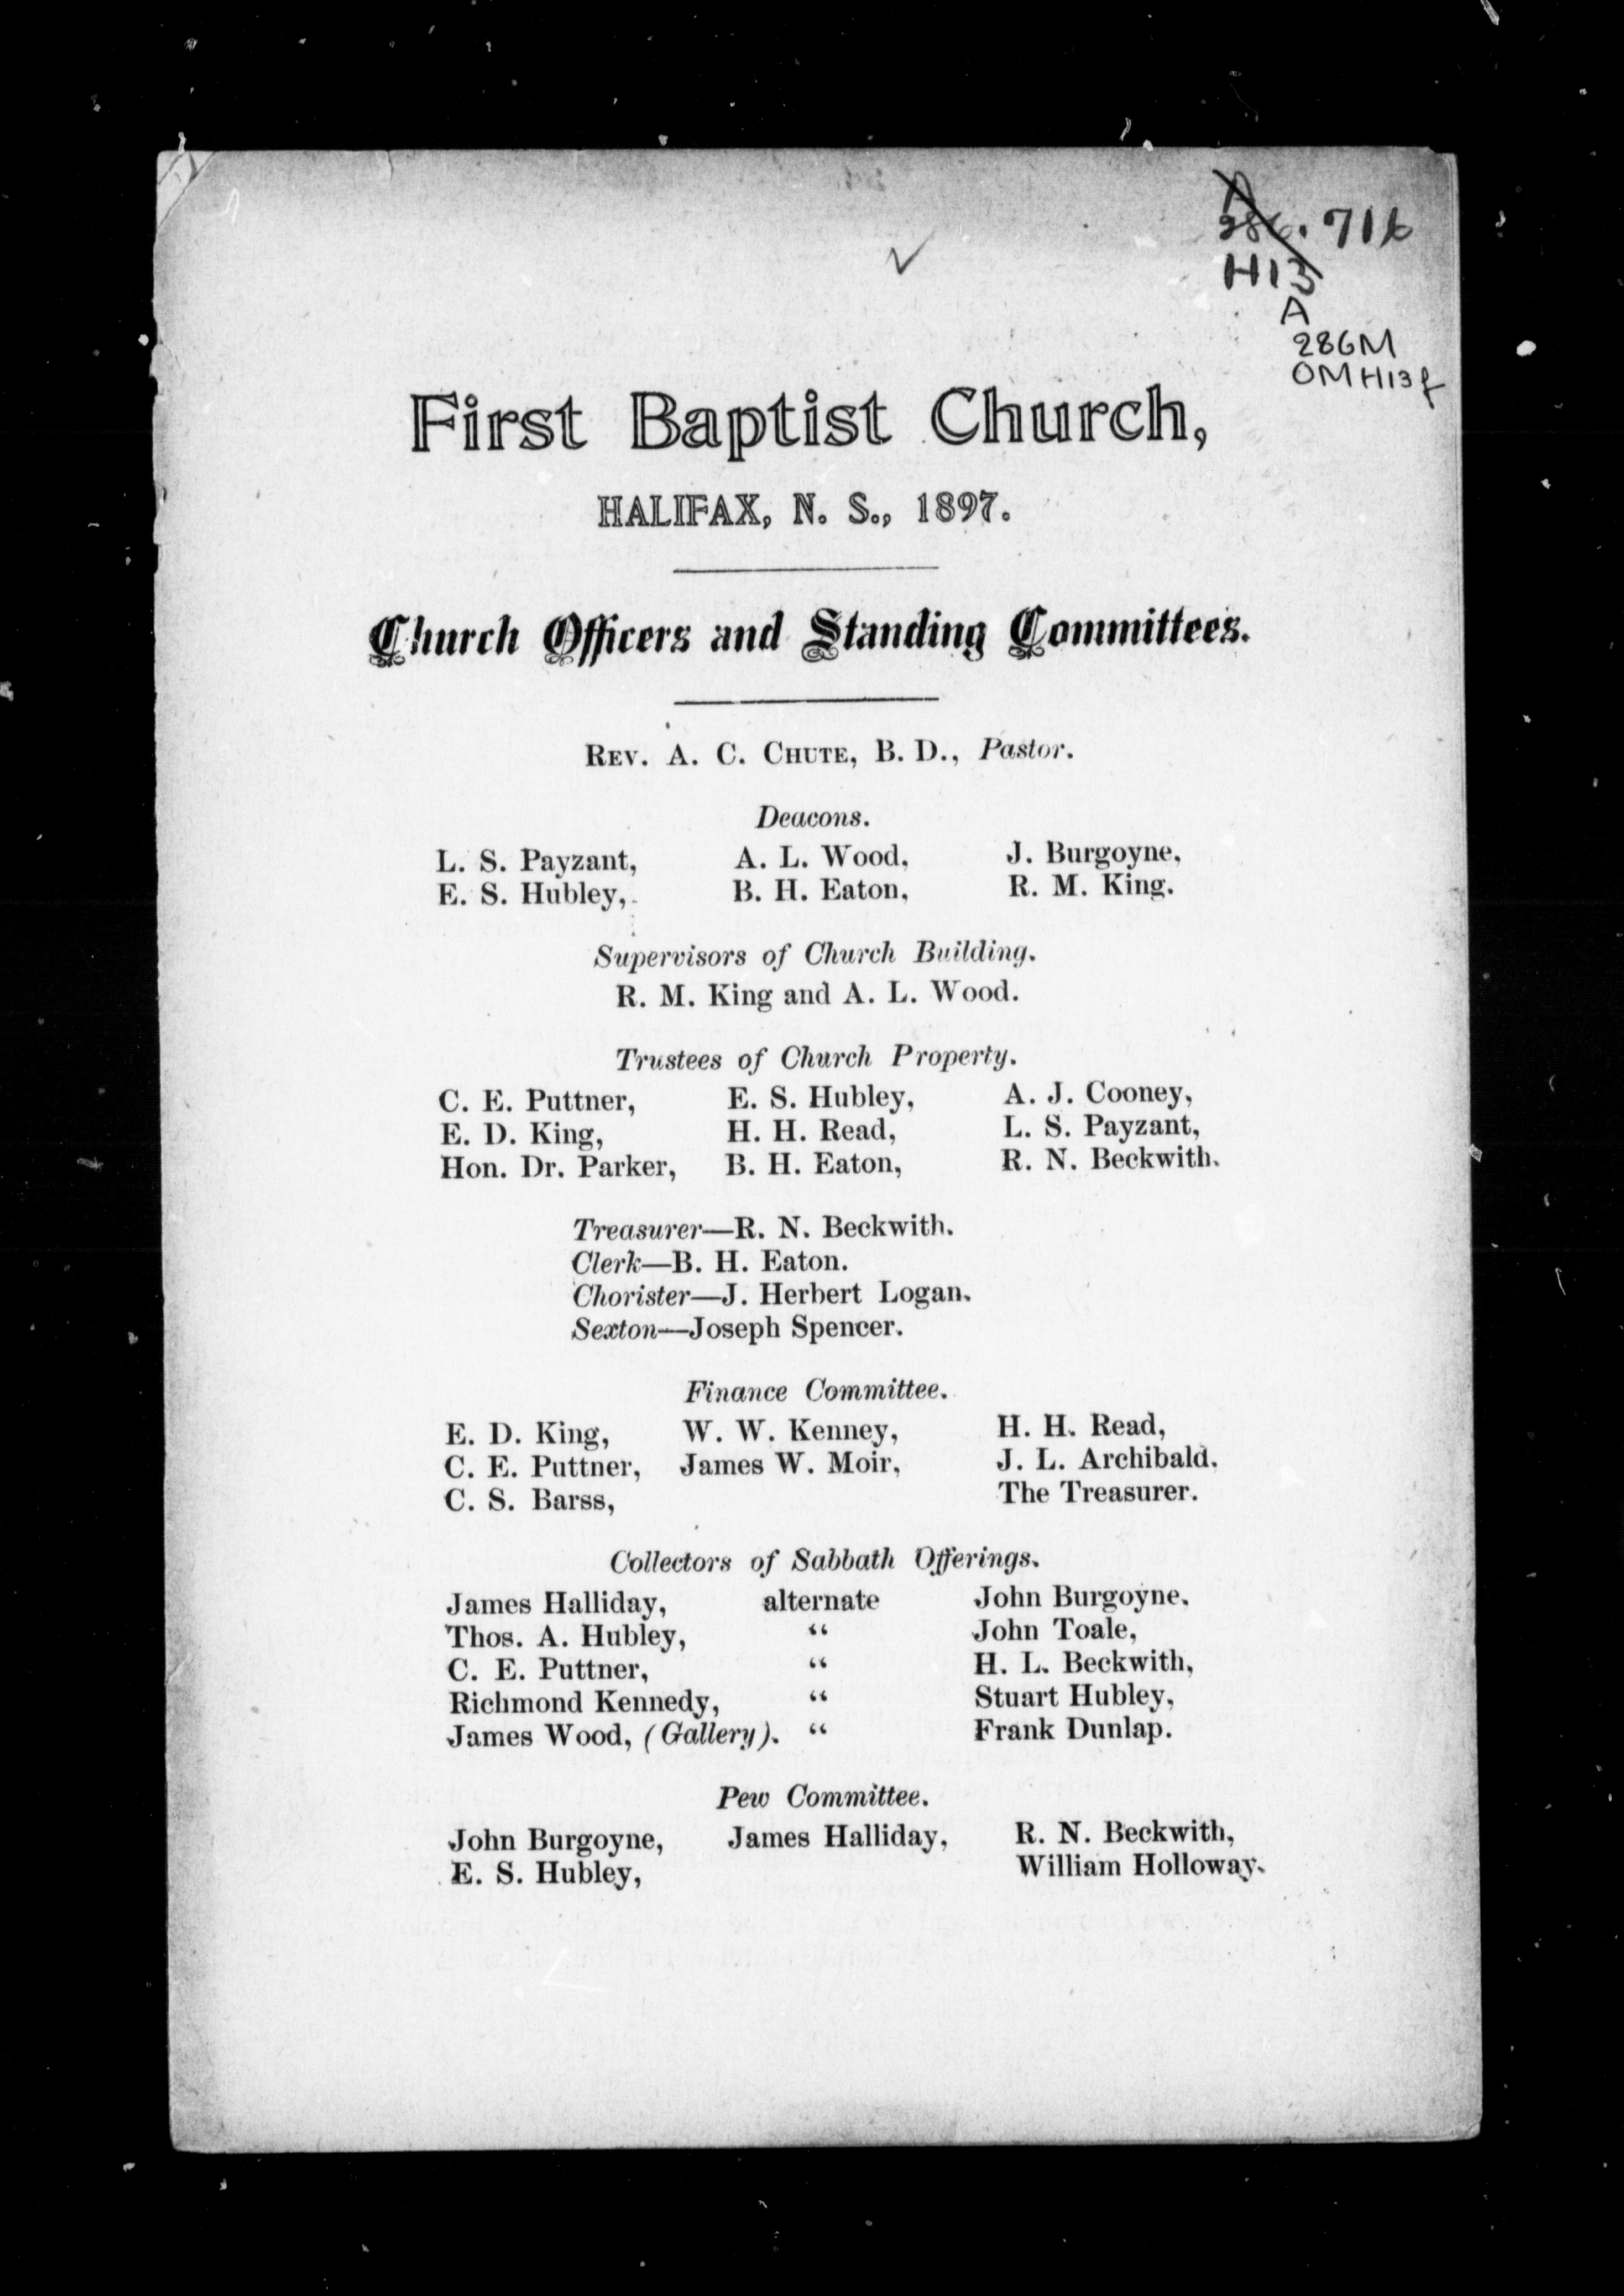 A
286.716
H13
A
286M
OMH13f
First Baptist Church,
HALIFAX, N. S., 1897.
Church Officers and Standing Committees.
REV. A. C. CHUTE, B. D., Pastor.
Deacons.
L. S. Payzant, A. L. Wood, J. Burgoyne,
E. S. Hubley, B. H. Eaton, R. M. King.
Supervisors of Church Building.
R. M. King and A. L. Wood.
Trustees of Church Property.
C. E. Puttner, E. S. Hubley, A. J. Cooney,
E. D. King, H. H. Read, L. S. Payzant,
Hon. Dr. Parker, B. H. Eaton, R. N. Beckwith.
Treasurer—R. N. Beckwith.
Clerk—B. H. Eaton.
Chorister—J. Herbert Logan.
Sexton—Joseph Spencer.
Finance Committee.
E. D. King, W. W. Kenney, H. H. Read,
C. E. Puttner, James W. Moir, J. L. Archibald.
C. S. Barss, The Treasurer.
Collectors of Sabbath Offerings.
James Halliday, alternate John Burgoyne.
Thos. A. Hubley, “ John Toale,
C. E. Puttner, “ H. L. Beckwith,
Richmond Kennedy, “ Stuart Hubley,
James Wood, (Gallery). “ Frank Dunlap.
Pew Committee.
John Burgoyne, James Halliday, R. N. Beckwith,
E. S. Hubley, William Holloway.